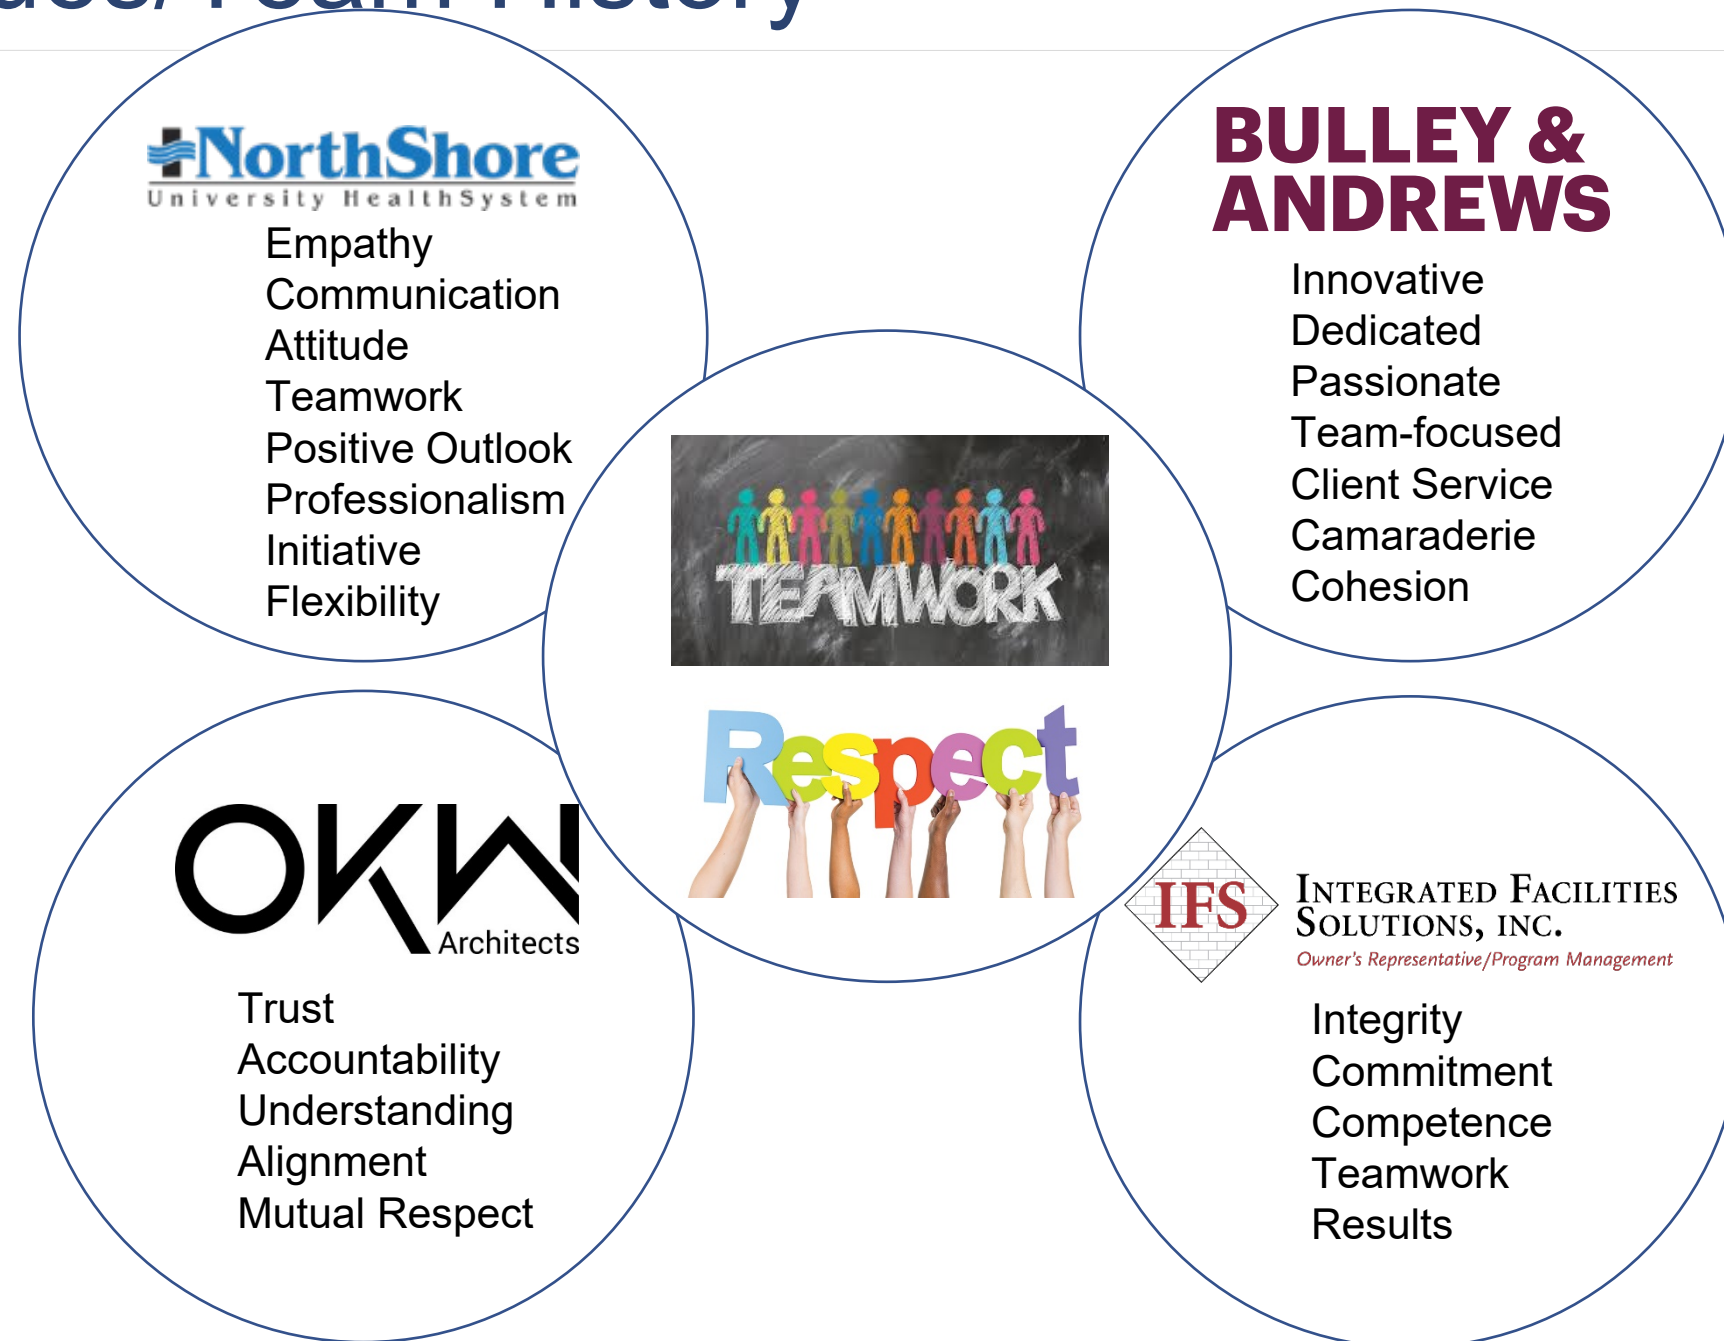 Team History
NorthShore
University HealthSystem
Empathy
Communication
Attitude
Teamwork
Positive Outlook
Professionalism
Initiative
Flexibility
BULLEY &
ANDREWS
Innovative
Dedicated
Passionate
Team-focused
Client Service
Camaraderie
Cohesion
TEAMWORK
Respect
OKW
Architects
Trust
Accountability
Understanding
Alignment
Mutual Respect
IFS
INTEGRATED FACILITIES
SOLUTIONS, INC.
Owner's Representative/Program Management
Integrity
Commitment
Competence
Teamwork
Results